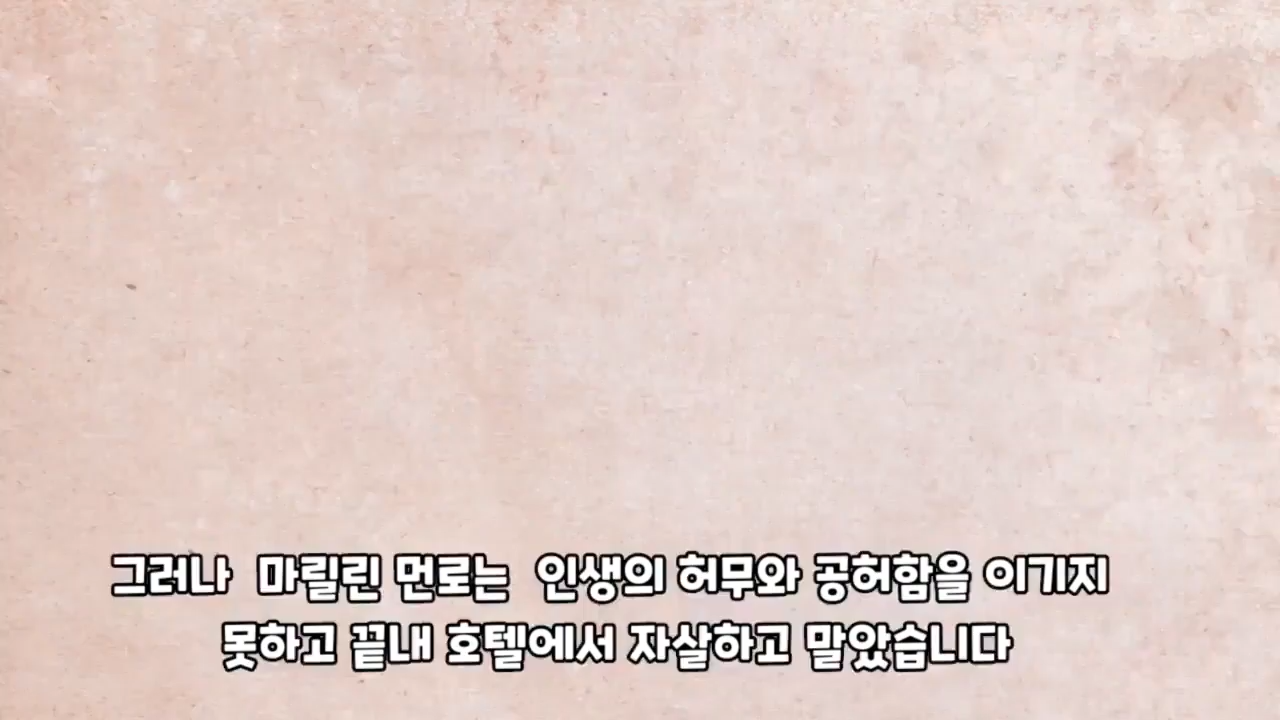 그러나 마릴린 먼로는 인생의 허무와 공허함을 이기지
못하고 끝내 호텔에서 자살하고 말았습니다